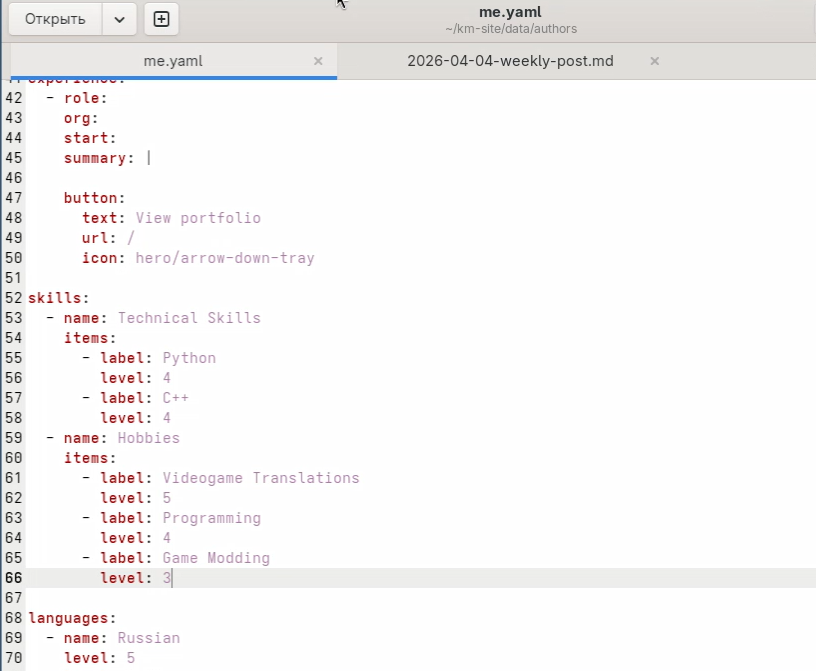 Открыть
me.yaml
~/km-site/data/authors
me.yaml ×
2026-04-04-weekly-post.md ×
41 experience:
42 - role:
43 org:
44 start:
45 summary: |
46
47 button:
48 text: View portfolio
49 url: /
50 icon: hero/arrow-down-tray
51
52 skills:
53 - name: Technical Skills
54 items:
55 - label: Python
56 level: 4
57 - label: C++
58 level: 4
59 - name: Hobbies
60 items:
61 - label: Videogame Translations
62 level: 5
63 - label: Programming
64 level: 4
65 - label: Game Modding
66 level: 3
67
68 languages:
69 - name: Russian
70 level: 5